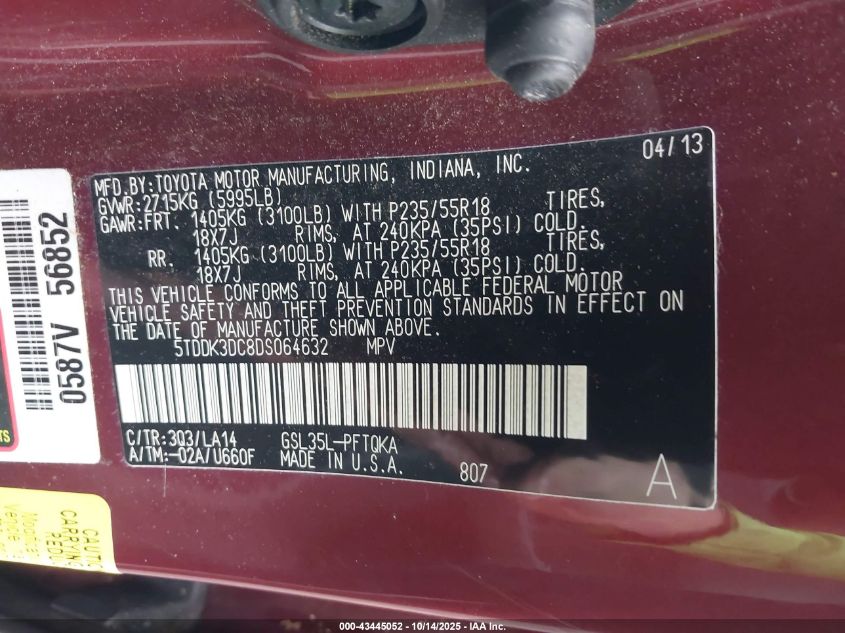 04/13
MFD.BY:TOYOTA MOTOR MANUFACTURING, INDIANA, INC.
GVWR:2715KG (5995LB)
GAWR:FRT. 1405KG (3100LB) WITH P235/55R18 TIRES,
18X7J RIMS, AT 240KPA (35PSI) COLD.
RR. 1405KG (3100LB) WITH P235/55R18 TIRES,
18X7J RIMS, AT 240KPA (35PSI) COLD.
THIS VEHICLE CONFORMS TO ALL APPLICABLE FEDERAL MOTOR
VEHICLE SAFETY AND THEFT PREVENTION STANDARDS IN EFFECT ON
THE DATE OF MANUFACTURE SHOWN ABOVE.
5TDDK3DC8DS064632 MPV
C/TR:3Q3/LA14 GSL35L-PFTQKA
A/TM:-02A/U660F MADE IN U.S.A.
807
A
0587V 56852
TS
CARRYING
000-43445052 - 10/14/2025 - IAA Inc.